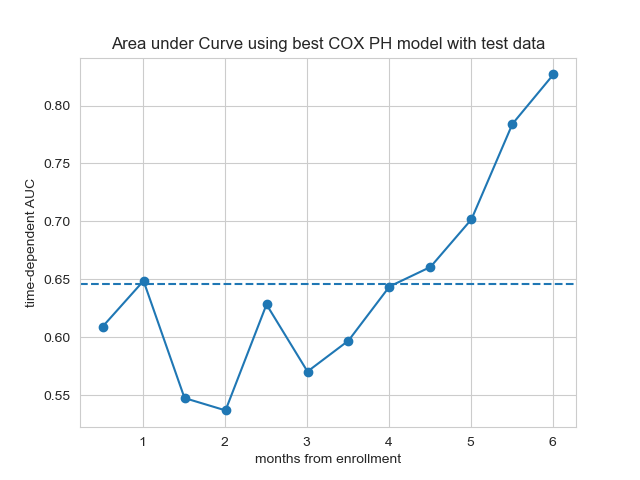 Area under Curve using best COX PH model with test data
time-dependent AUC
0.80
0.75
0.70
0.65
0.60
0.55
1 2 3 4 5 6
months from enrollment